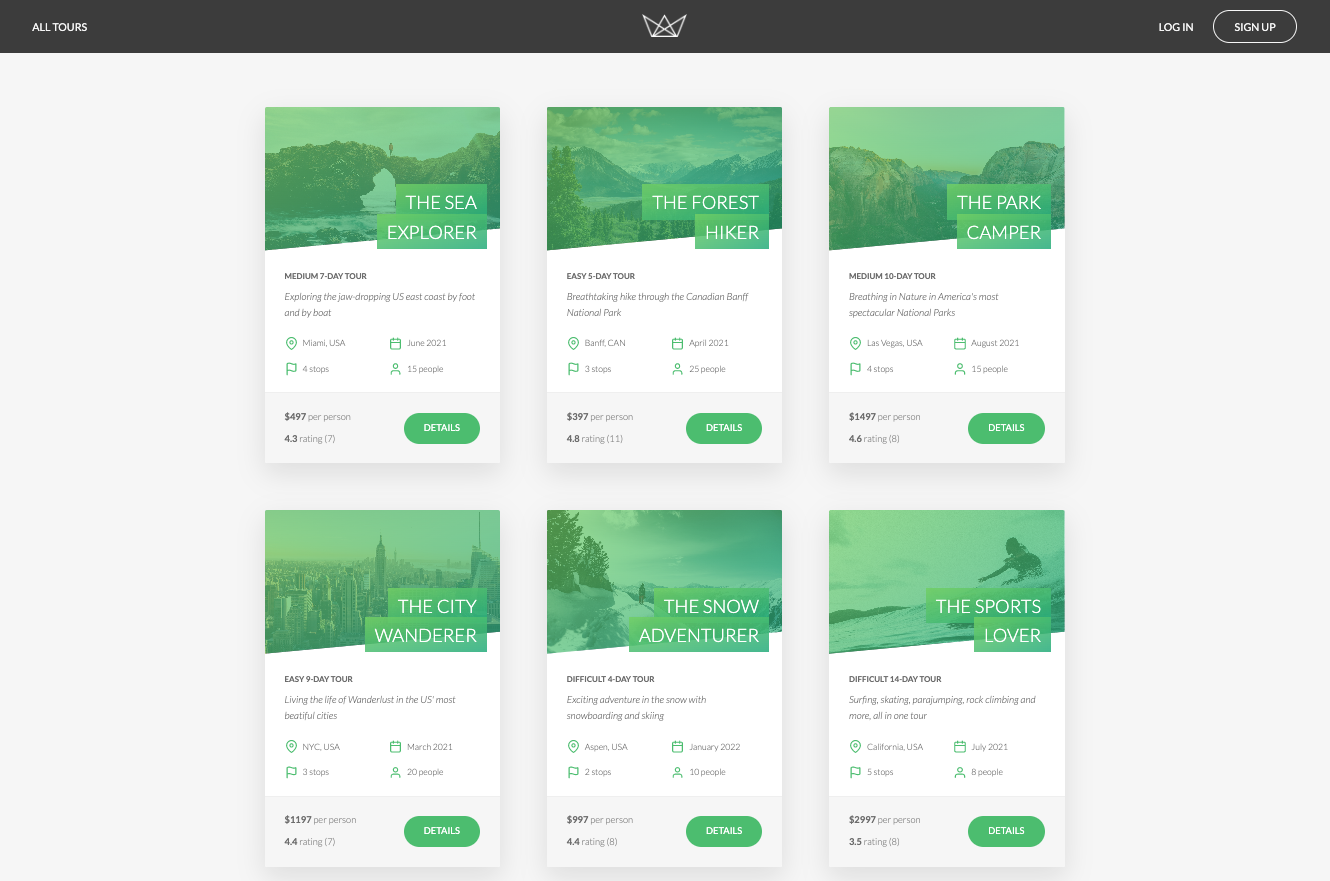 ALL TOURS
LOG IN
SIGN UP
THE SEA
EXPLORER
MEDIUM 7-DAY TOUR
Exploring the jaw-dropping US east coast by foot
and by boat
Miami, USA
June 2021
4 stops
15 people
$497 per person
4.3 rating (7)
DETAILS
THE FOREST
HIKER
EASY 5-DAY TOUR
Breathtaking hike through the Canadian Banff
National Park
Banff, CAN
April 2021
3 stops
25 people
$397 per person
4.8 rating (11)
DETAILS
THE PARK
CAMPER
MEDIUM 10-DAY TOUR
Breathing in Nature in America's most
spectacular National Parks
Las Vegas, USA
August 2021
4 stops
15 people
$1497 per person
4.6 rating (8)
DETAILS
THE CITY
WANDERER
EASY 9-DAY TOUR
Living the life of Wanderlust in the US' most
beatiful cities
NYC, USA
March 2021
3 stops
20 people
$1197 per person
4.4 rating (7)
DETAILS
THE SNOW
ADVENTURER
DIFFICULT 4-DAY TOUR
Exciting adventure in the snow with
snowboarding and skiing
Aspen, USA
January 2022
2 stops
10 people
$997 per person
4.4 rating (8)
DETAILS
THE SPORTS
LOVER
DIFFICULT 14-DAY TOUR
Surfing, skating, parajumping, rock climbing and
more, all in one tour
California, USA
July 2021
5 stops
8 people
$2997 per person
3.5 rating (8)
DETAILS